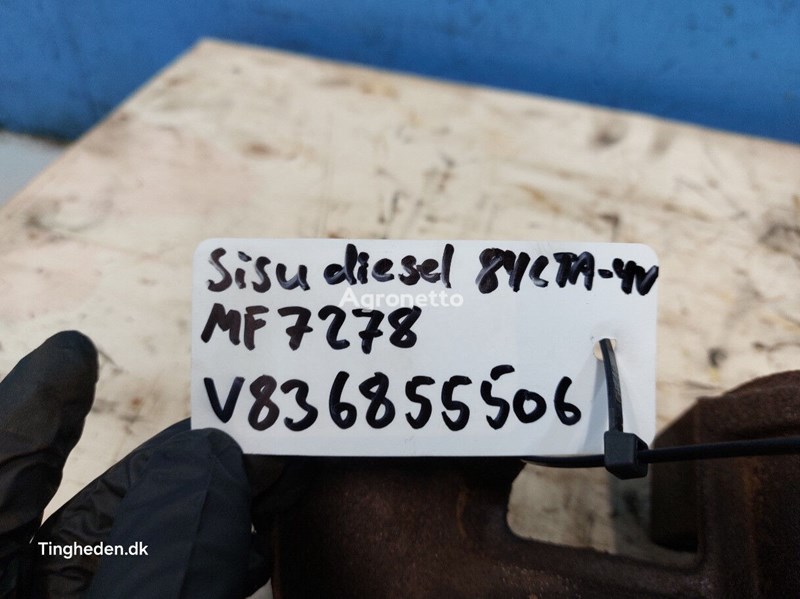 Sisu diesel 84CTA-4V
Agronetto
MF7278
V836855506
Tingheden.dk